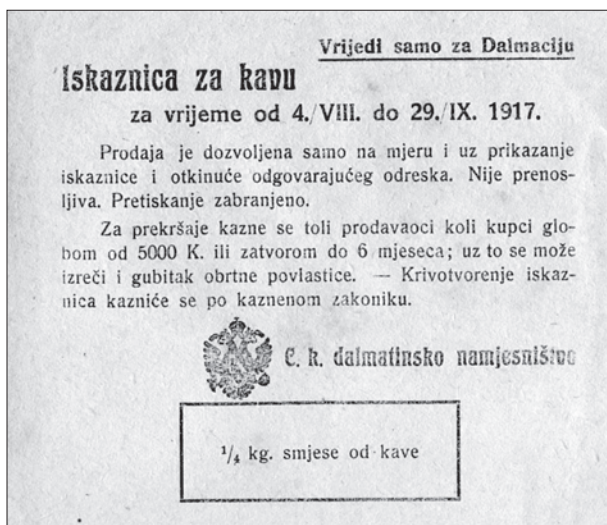 Vrijedi samo za Dalmaciju
Iskaznica za kavu
za vrijeme od 4./VIII. do 29./IX. 1917.
Prodaja je dozvoljena samo na mjeru i uz prikazanje
iskaznice i otkinuće odgovarajućeg odreska. Nije prenos-
ljiva. Pretiskanje zabranjeno.
Za prekršaje kazne se toli prodavaoci koli kupci glo-
bom od 5000 K. ili zatvorom do 6 mjeseca; uz to se može
izreći i gubitak obrtne povlastice. — Krivotvorenje iskaz-
nica kazniće se po kaznenom zakoniku.
C. k. dalmatinsko namjesništvo
¼ kg. smjese od kave